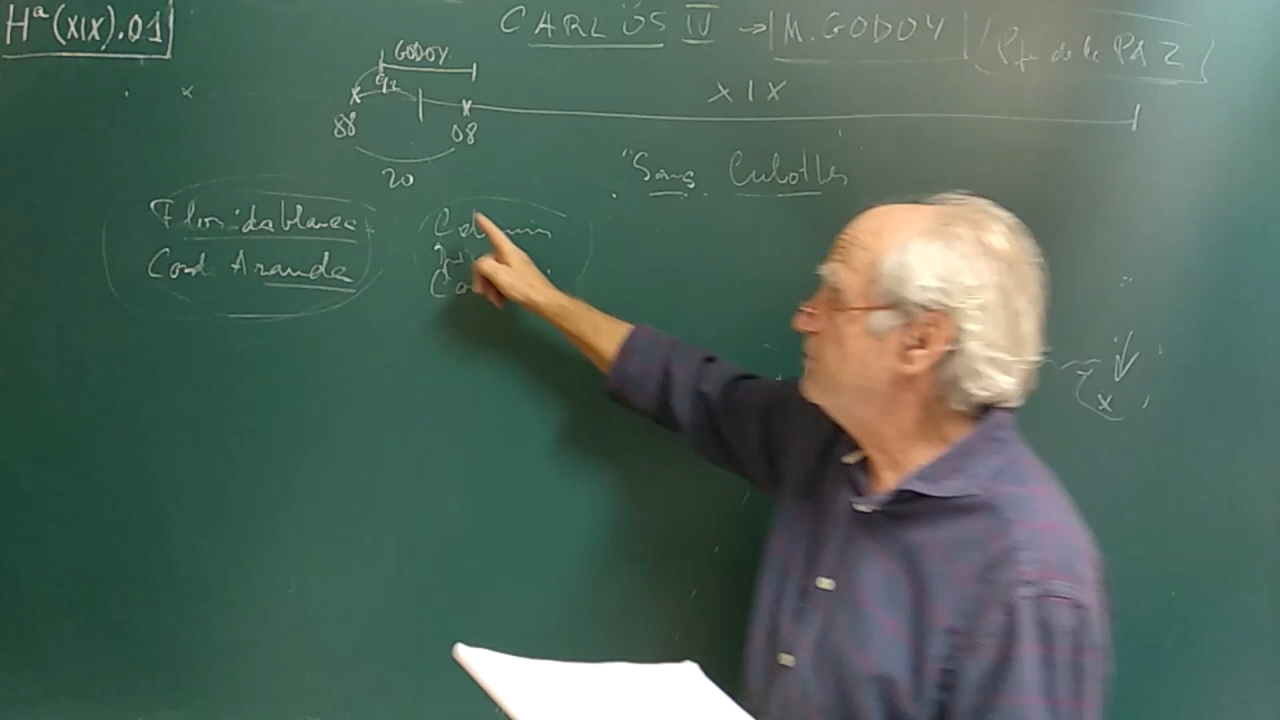 Hª(XIX).01
CARLOS IV → M. GODOY (Pe de la PAZ)
GODOY
92
XIX
88
08
20
"Sans Culottes
Floridablanca
Cond Aranda
x